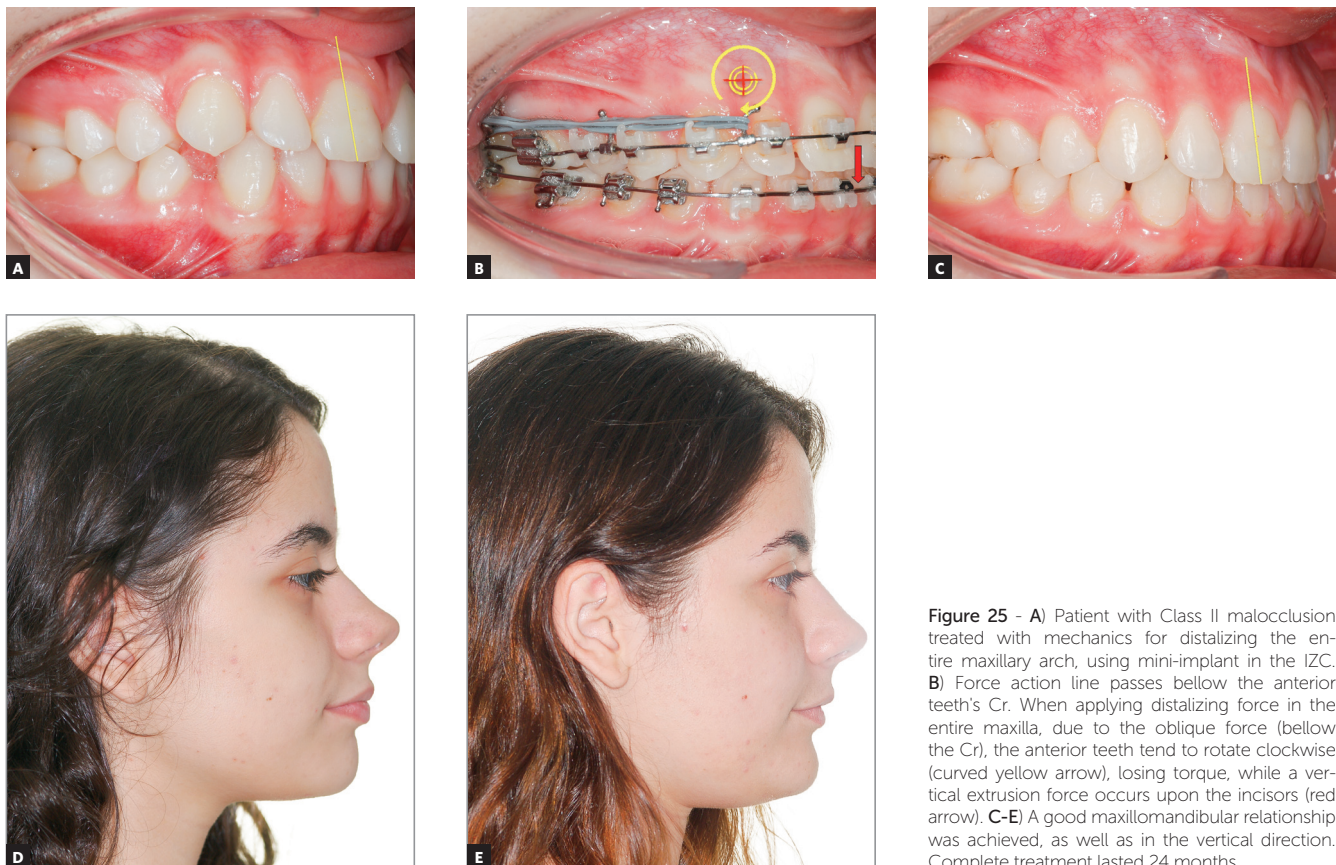 A
B
C
D
E
Figure 25 - A) Patient with Class II malocclusion
treated with mechanics for distalizing the en-
tire maxillary arch, using mini-implant in the IZC.
B) Force action line passes bellow the anterior
teeth's Cr. When applying distalizing force in the
entire maxilla, due to the oblique force (bellow
the Cr), the anterior teeth tend to rotate clockwise
(curved yellow arrow), losing torque, while a ver-
tical extrusion force occurs upon the incisors (red
arrow). C-E) A good maxillomandibular relationship
was achieved, as well as in the vertical direction.
Complete treatment lasted 24 months